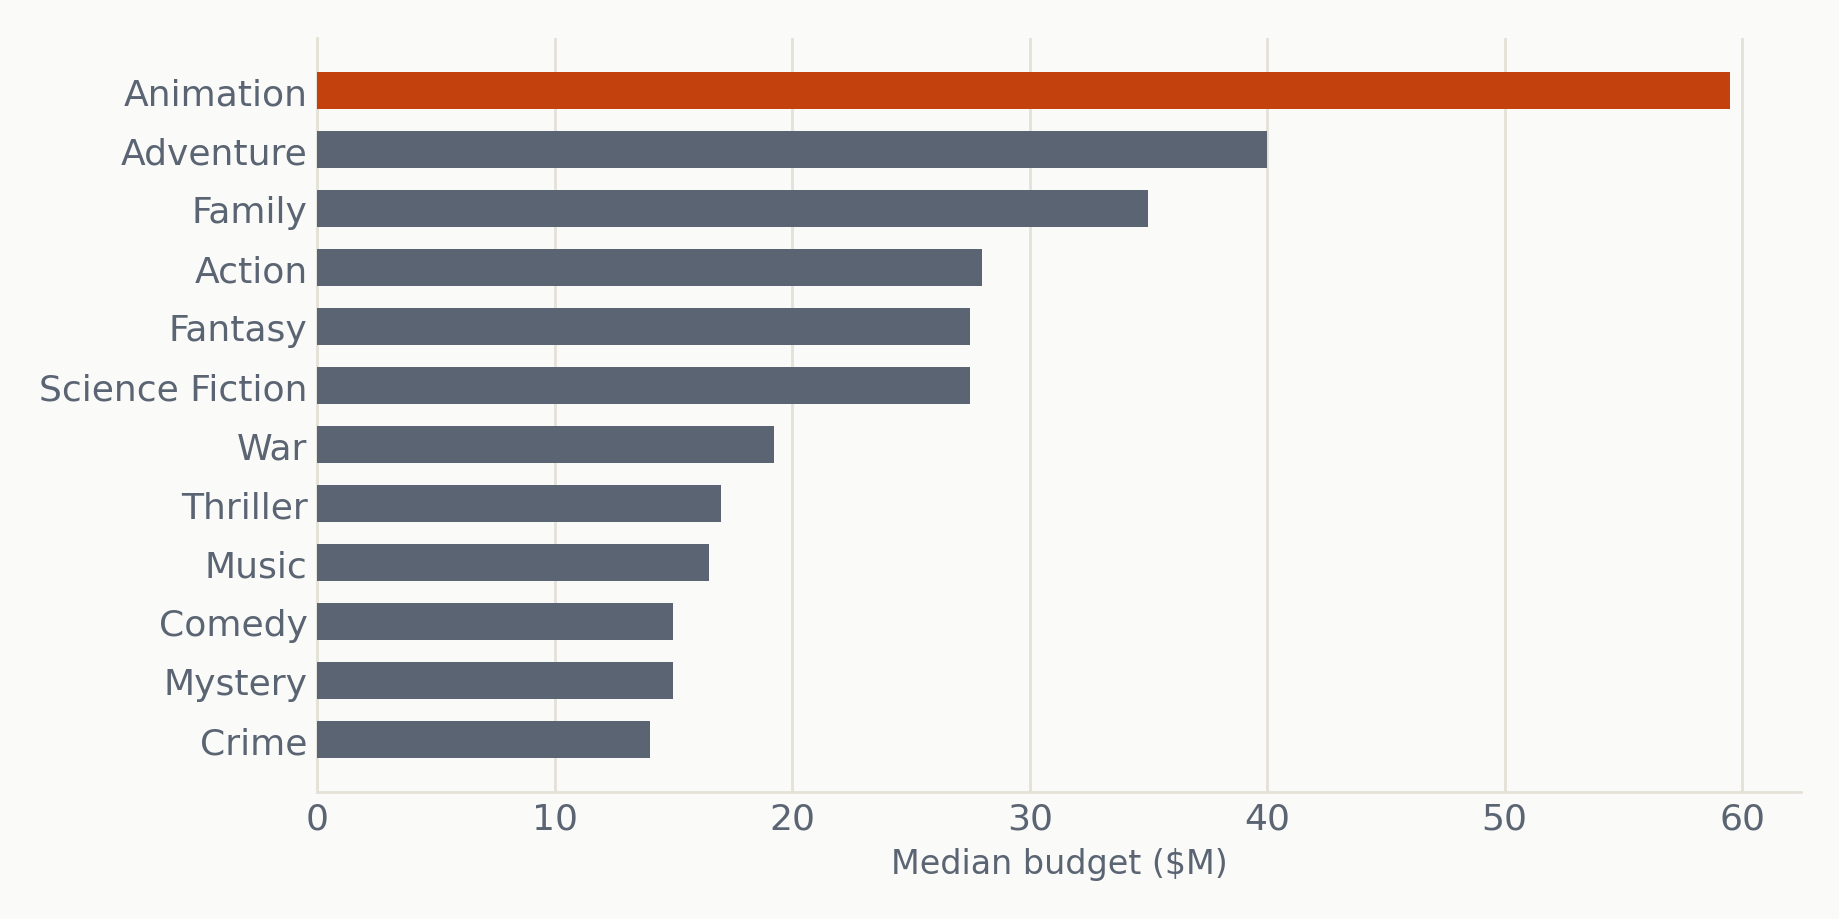 Animation
Adventure
Family
Action
Fantasy
Science Fiction
War
Thriller
Music
Comedy
Mystery
Crime
0 10 20 30 40 50 60
Median budget ($M)